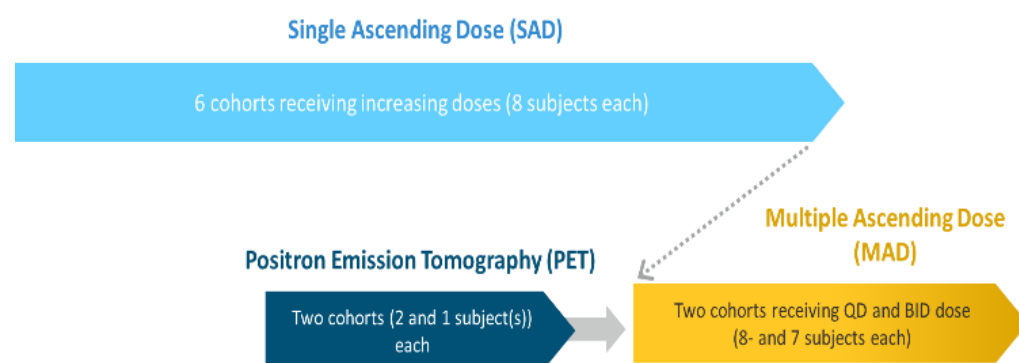 Single Ascending Dose (SAD)
6 cohorts receiving increasing doses (8 subjects each)
Multiple Ascending Dose
(MAD)
Positron Emission Tomography (PET)
Two cohorts (2 and 1 subject(s))
each
Two cohorts receiving QD and BID dose
(8- and 7 subjects each)